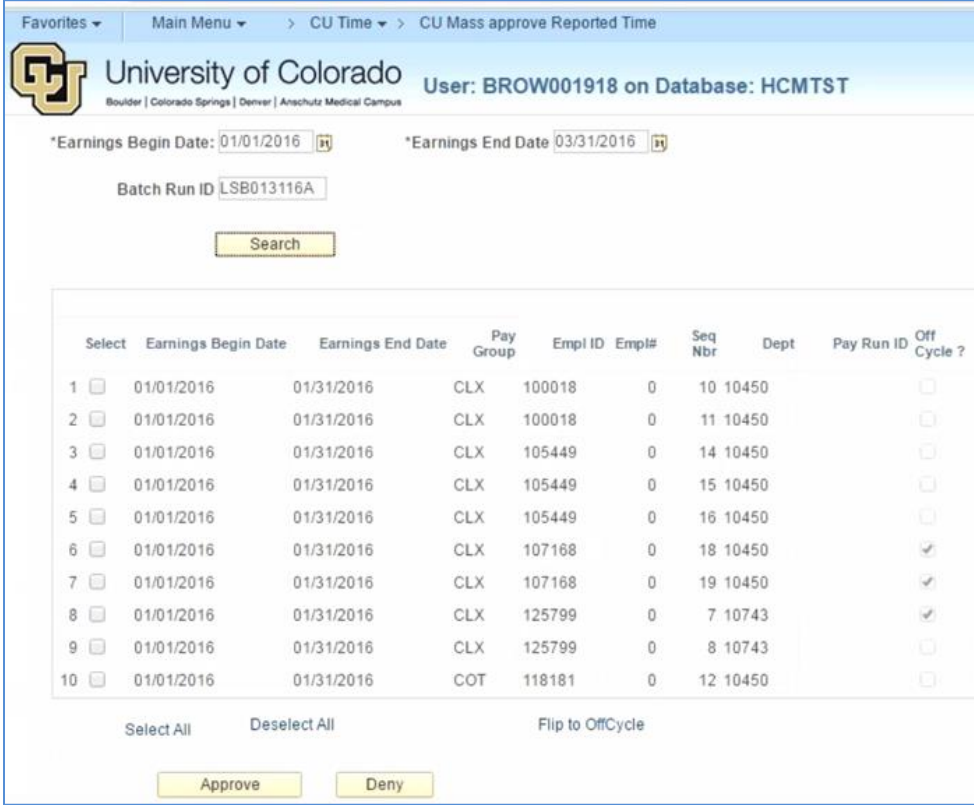 Favorites Main Menu > CU Time > CU Mass approve Reported Time
CU
University of Colorado
Boulder | Colorado Springs | Denver | Anschutz Medical Campus
User: BROW001918 on Database: HCMTST
*Earnings Begin Date: 01/01/2016 31 *Earnings End Date 03/31/2016 31
Batch Run ID LSB013116A
Search
Select Earnings Begin Date Earnings End Date Pay Group Empl ID Empl# Seq Nbr Dept Pay Run ID Off Cycle ?
1 01/01/2016 01/31/2016 CLX 100018 0 10 10450
2 01/01/2016 01/31/2016 CLX 100018 0 11 10450
3 01/01/2016 01/31/2016 CLX 105449 0 14 10450
4 01/01/2016 01/31/2016 CLX 105449 0 15 10450
5 01/01/2016 01/31/2016 CLX 105449 0 16 10450
6 01/01/2016 01/31/2016 CLX 107168 0 18 10450
7 01/01/2016 01/31/2016 CLX 107168 0 19 10450
8 01/01/2016 01/31/2016 CLX 125799 0 7 10743
9 01/01/2016 01/31/2016 CLX 125799 0 8 10743
10 01/01/2016 01/31/2016 COT 118181 0 12 10450
Select All Deselect All Flip to OffCycle
Approve Deny